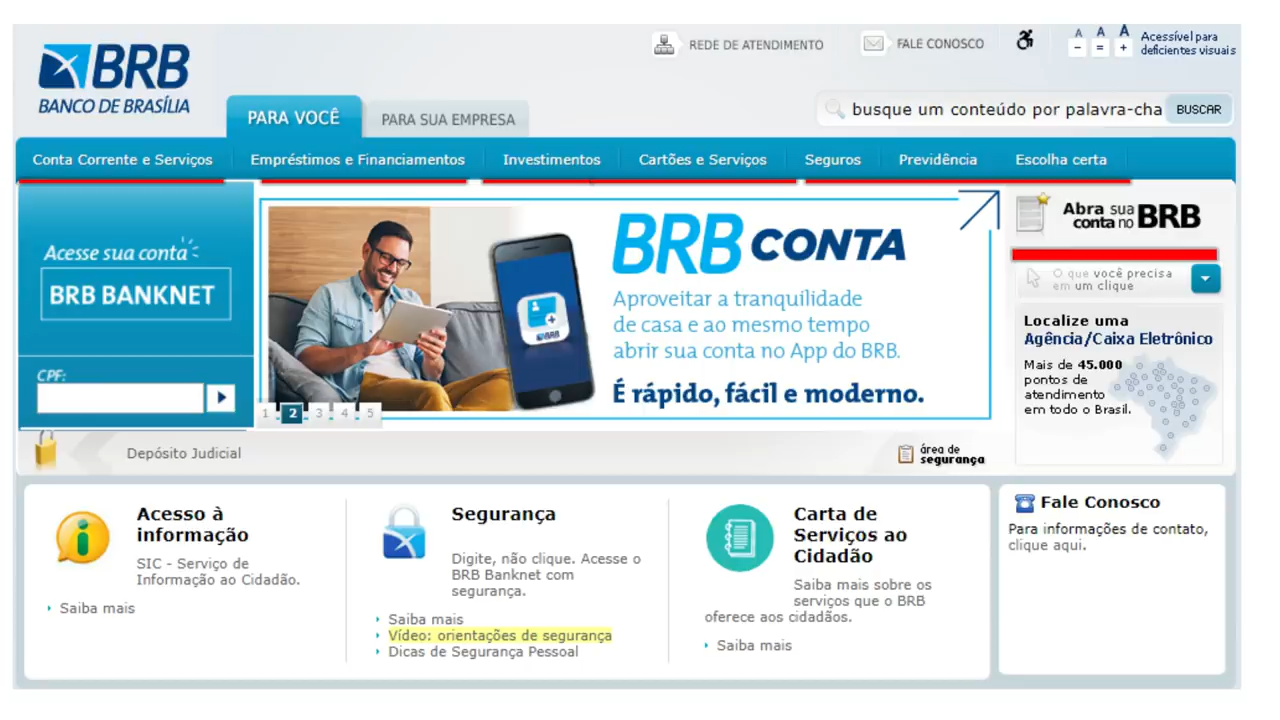 BRB
BANCO DE BRASÍLIA
REDE DE ATENDIMENTO
FALE CONOSCO
A A A
- = +
Acessível para
deficientes visuais
PARA VOCÊ
PARA SUA EMPRESA
busque um conteúdo por palavra-cha
BUSCAR
Conta Corrente e Serviços
Empréstimos e Financiamentos
Investimentos
Cartões e Serviços
Seguros
Previdência
Escolha certa
Acesse sua conta
BRB BANKNET
CPF:
BRB
BRB CONTA
Aproveitar a tranquilidade
de casa e ao mesmo tempo
abrir sua conta no App do BRB.
É rápido, fácil e moderno.
1 2 3 4 5
Abra sua
conta no BRB
O que você precisa
em um clique
Localize uma
Agência/Caixa Eletrônico
Mais de 45.000
pontos de
atendimento
em todo o Brasil.
Depósito Judicial
área de
segurança
Acesso à
informação
SIC - Serviço de
Informação ao Cidadão.
Saiba mais
Segurança
Digite, não clique. Acesse o
BRB Banknet com
segurança.
Saiba mais
Vídeo: orientações de segurança
Dicas de Segurança Pessoal
Carta de
Serviços ao
Cidadão
Saiba mais sobre os
serviços que o BRB
oferece aos cidadãos.
Saiba mais
Fale Conosco
Para informações de contato,
clique aqui.